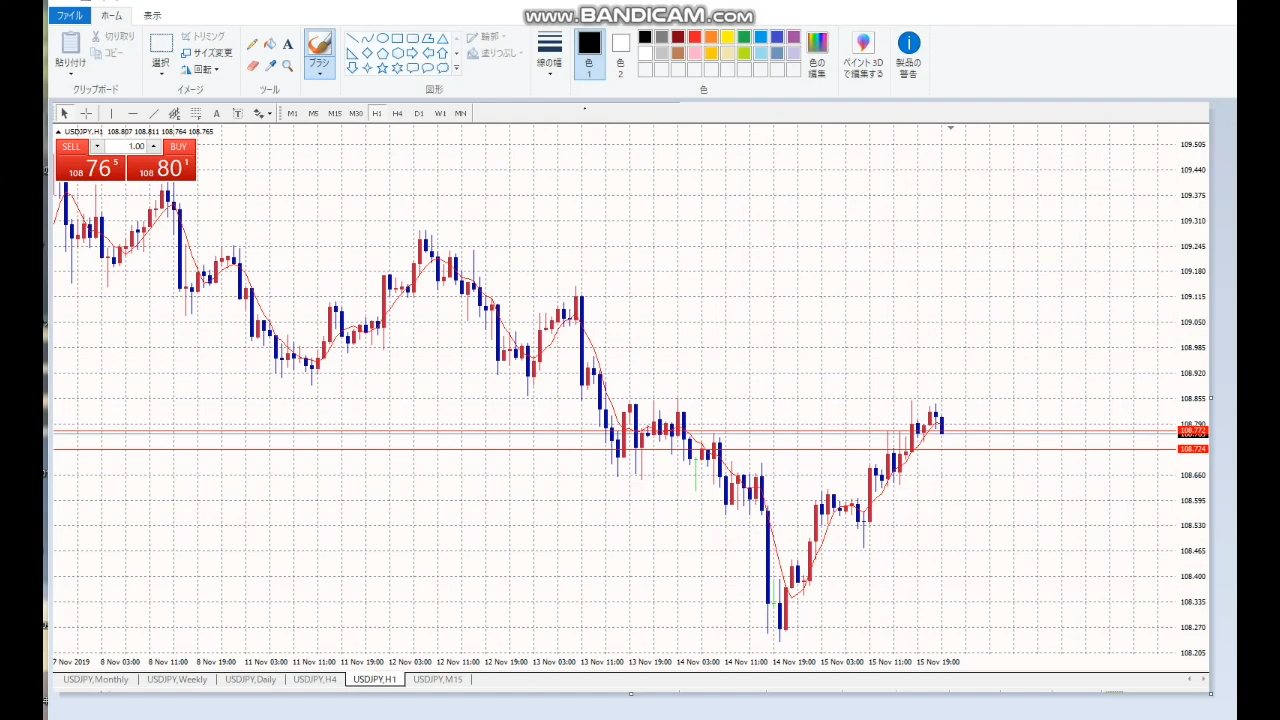 www.BANDICAM.com
ファイル ホーム 表示
貼り付け 切り取り コピー 選択 トリミング サイズ変更 回転 A ブラシ 輪郭 塗りつぶし 線の幅 色 1 色 2 色の編集 ペイント 3D で編集する 製品の警告
クリップボード イメージ ツール 図形 色
A T M1 M5 M15 M30 H1 H4 D1 W1 MN
USDJPY,H1 108.807 108.811 108.764 108.765
SELL 1.00 BUY
108 76 5 108 80 1
109.505
109.440
109.375
109.310
109.245
109.180
109.115
109.050
108.985
108.920
108.855
108.790
108.772
108.724
108.660
108.595
108.530
108.465
108.400
108.335
108.270
108.205
7 Nov 2019 8 Nov 03:00 8 Nov 11:00 8 Nov 19:00 11 Nov 03:00 11 Nov 11:00 11 Nov 19:00 12 Nov 03:00 12 Nov 11:00 12 Nov 19:00 13 Nov 03:00 13 Nov 11:00 13 Nov 19:00 14 Nov 03:00 14 Nov 11:00 14 Nov 19:00 15 Nov 03:00 15 Nov 11:00 15 Nov 19:00
USDJPY,Monthly USDJPY,Weekly USDJPY,Daily USDJPY,H4 USDJPY,H1 USDJPY,M15